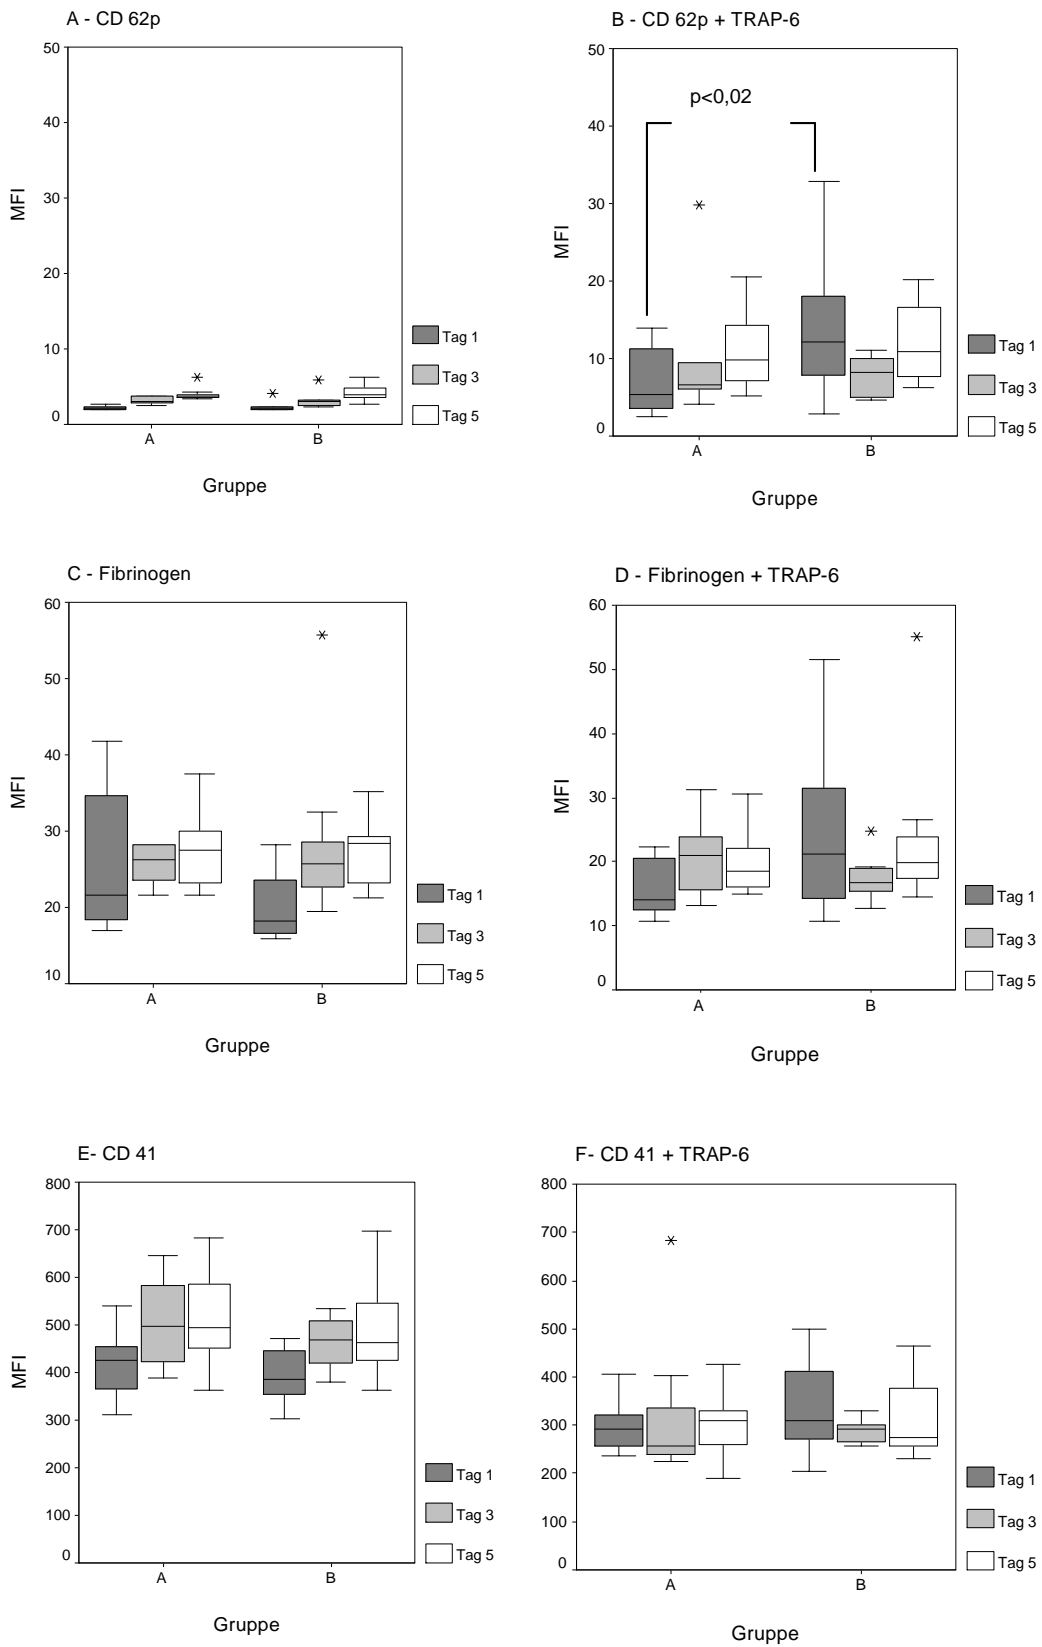 A - CD 62p
50
40
30
20
10
0
MFI
A
B
Gruppe
Tag 1
Tag 3
Tag 5
B - CD 62p + TRAP-6
50
40
30
20
10
0
MFI
p<0,02
A
B
Gruppe
Tag 1
Tag 3
Tag 5
C - Fibrinogen
60
50
40
30
20
10
MFI
A
B
Gruppe
Tag 1
Tag 3
Tag 5
D - Fibrinogen + TRAP-6
60
50
40
30
20
10
0
MFI
A
B
Gruppe
Tag 1
Tag 3
Tag 5
E- CD 41
800
700
600
500
400
300
200
100
0
MFI
A
B
Gruppe
Tag 1
Tag 3
Tag 5
F- CD 41 + TRAP-6
800
700
600
500
400
300
200
100
0
A
B
Gruppe
Tag 1
Tag 3
Tag 5